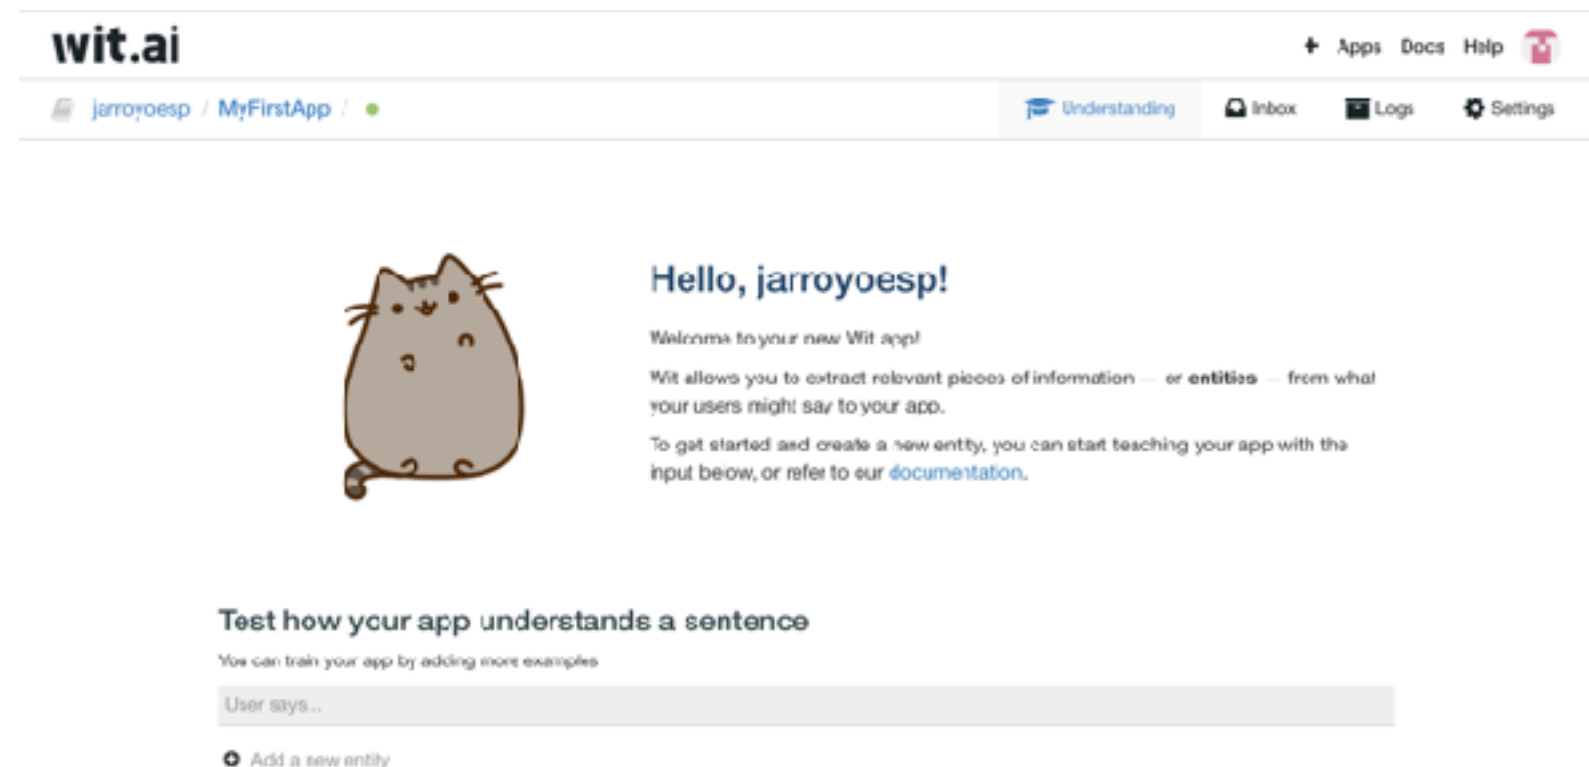 wit.ai
+ Apps Docs Help
jarroyoesp / MyFirstApp /
Understanding Inbox Logs Settings
Hello, jarroyoesp!
Welcome to your new Wit app!
Wit allows you to extract relevant pieces of information — or entities — from what
your users might say to your app.
To get started and create a new entity, you can start teaching your app with the
input below, or refer to our documentation.
Test how your app understands a sentence
You can train your app by adding more examples
User says...
Add a new entity